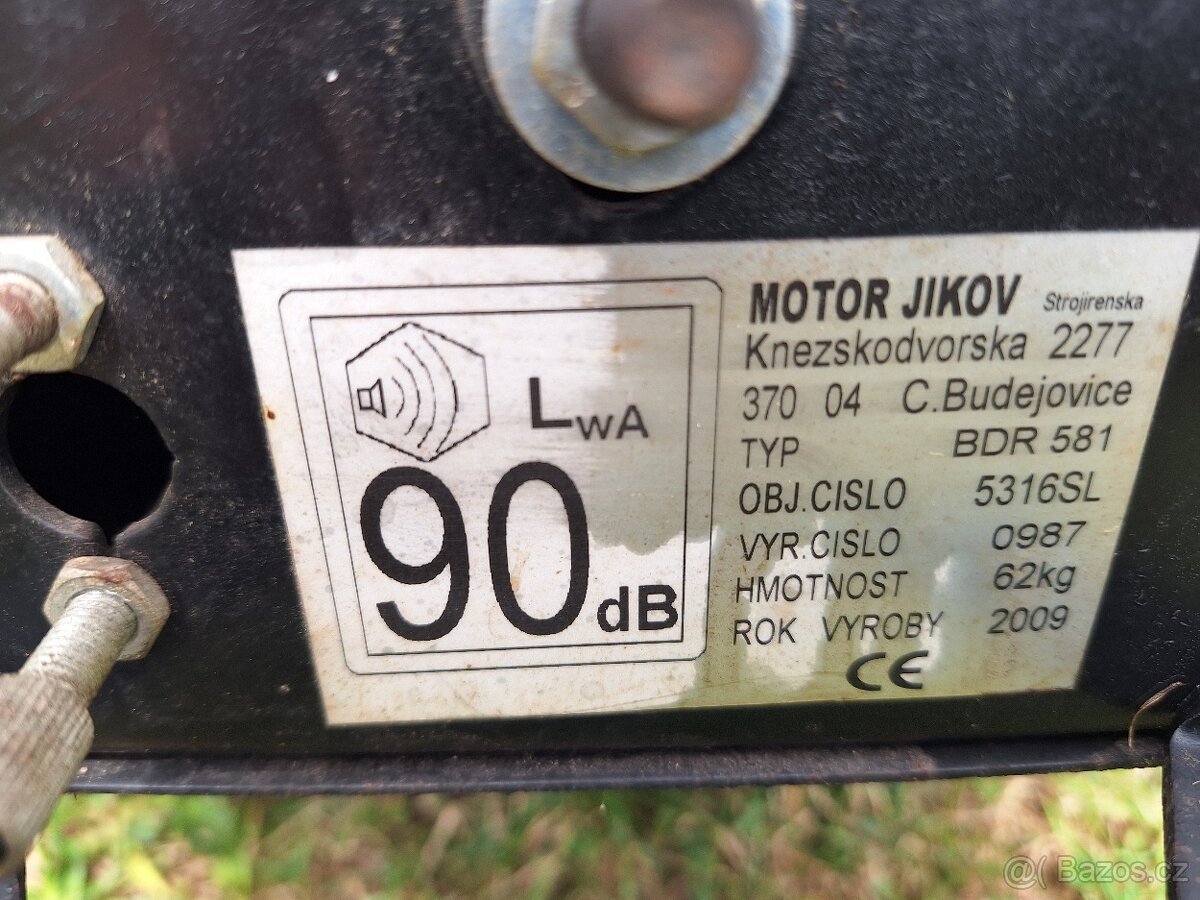 LWA
90 dB
MOTOR JIKOV Strojirenska
Knezskodvorska 2277
370 04 C.Budejovice
TYP BDR 581
OBJ.CISLO 5316SL
VYR.CISLO 0987
HMOTNOST 62kg
ROK VYROBY 2009
CE
@( Bazos.cz